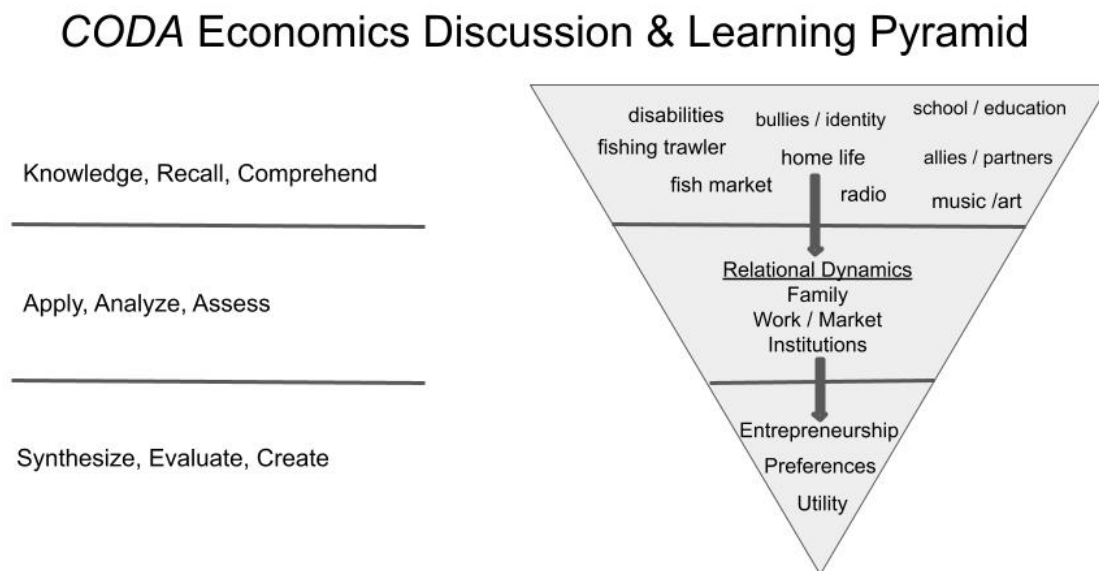 CODA Economics Discussion & Learning Pyramid
Knowledge, Recall, Comprehend
disabilities
bullies / identity
school / education
fishing trawler
home life
allies / partners
fish market
radio
music /art
Apply, Analyze, Assess
Relational Dynamics
Family
Work / Market
Institutions
Synthesize, Evaluate, Create
Entrepreneurship
Preferences
Utility